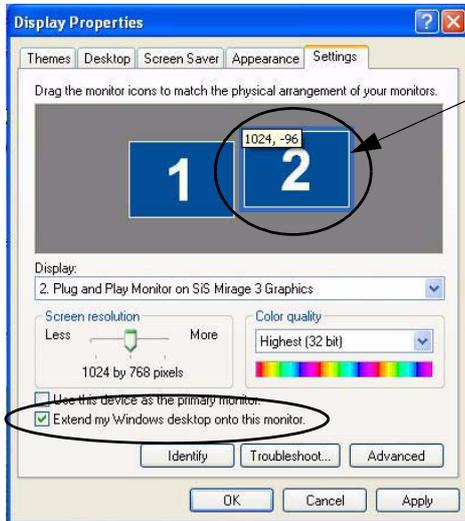 Display Properties
Themes Desktop Screen Saver Appearance Settings
Drag the monitor icons to match the physical arrangement of your monitors.
1024, -96
1 2
Display:
2. Plug and Play Monitor on SiS Mirage 3 Graphics
Screen resolution
Less More
1024 by 768 pixels
Color quality
Highest (32 bit)
Use this device as the primary monitor.
Extend my Windows desktop onto this monitor.
Identify Troubleshoot... Advanced
OK Cancel Apply